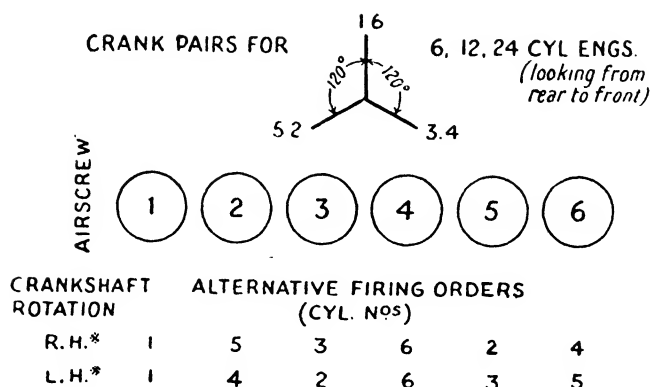 16
CRANK PAIRS FOR 6, 12, 24 CYL ENGS.
(looking from
rear to front)
120° 120°
52 3.4
AIRSCREW
1 2 3 4 5 6
CRANKSHAFT ALTERNATIVE FIRING ORDERS
ROTATION (CYL. Nos)
R.H.* 1 5 3 6 2 4
L.H.* 1 4 2 6 3 5